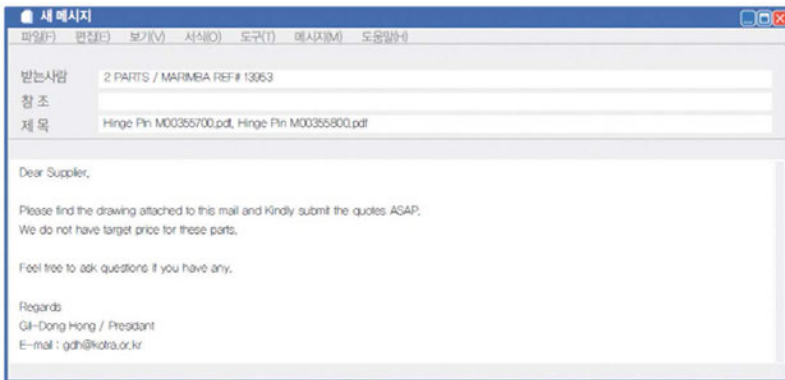 새 메시지
파일(F) 편집(E) 보기(V) 서식(O) 도구(T) 메시지(M) 도움말(H)
받는사람 2 PARTS / MARIMBA REF# 13953
참 조
제 목 Hinge Pin M00355700.pdf, Hinge Pin M00355800.pdf
Dear Supplier,
Please find the drawing attached to this mail and Kindly submit the quotes ASAP.
We do not have target price for these parts.
Feel free to ask questions if you have any.
Regards
Gil-Dong Hong / Presidant
E-mail : gdh@kotra.or.kr